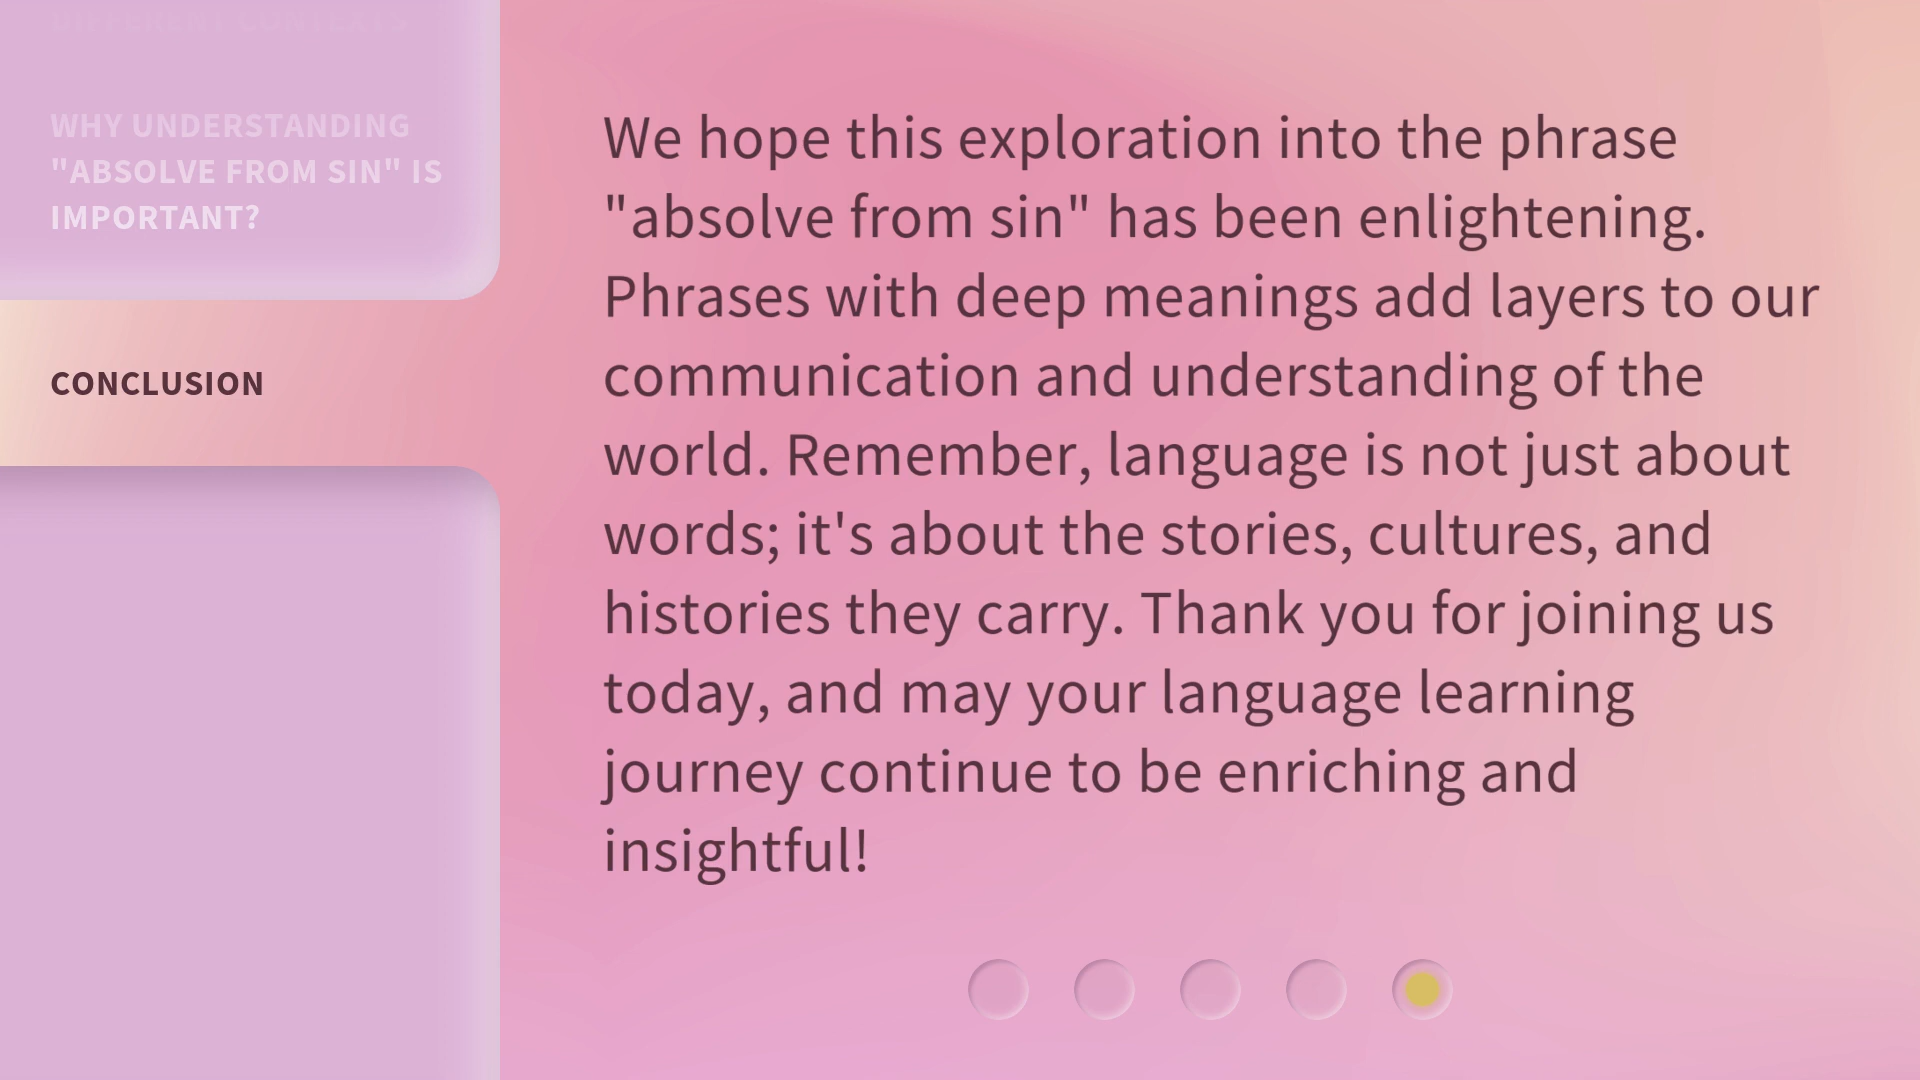 DIFFERENT CONTEXTS
WHY UNDERSTANDING
"ABSOLVE FROM SIN" IS
IMPORTANT?
CONCLUSION
We hope this exploration into the phrase
"absolve from sin" has been enlightening.
Phrases with deep meanings add layers to our
communication and understanding of the
world. Remember, language is not just about
words; it's about the stories, cultures, and
histories they carry. Thank you for joining us
today, and may your language learning
journey continue to be enriching and
insightful!